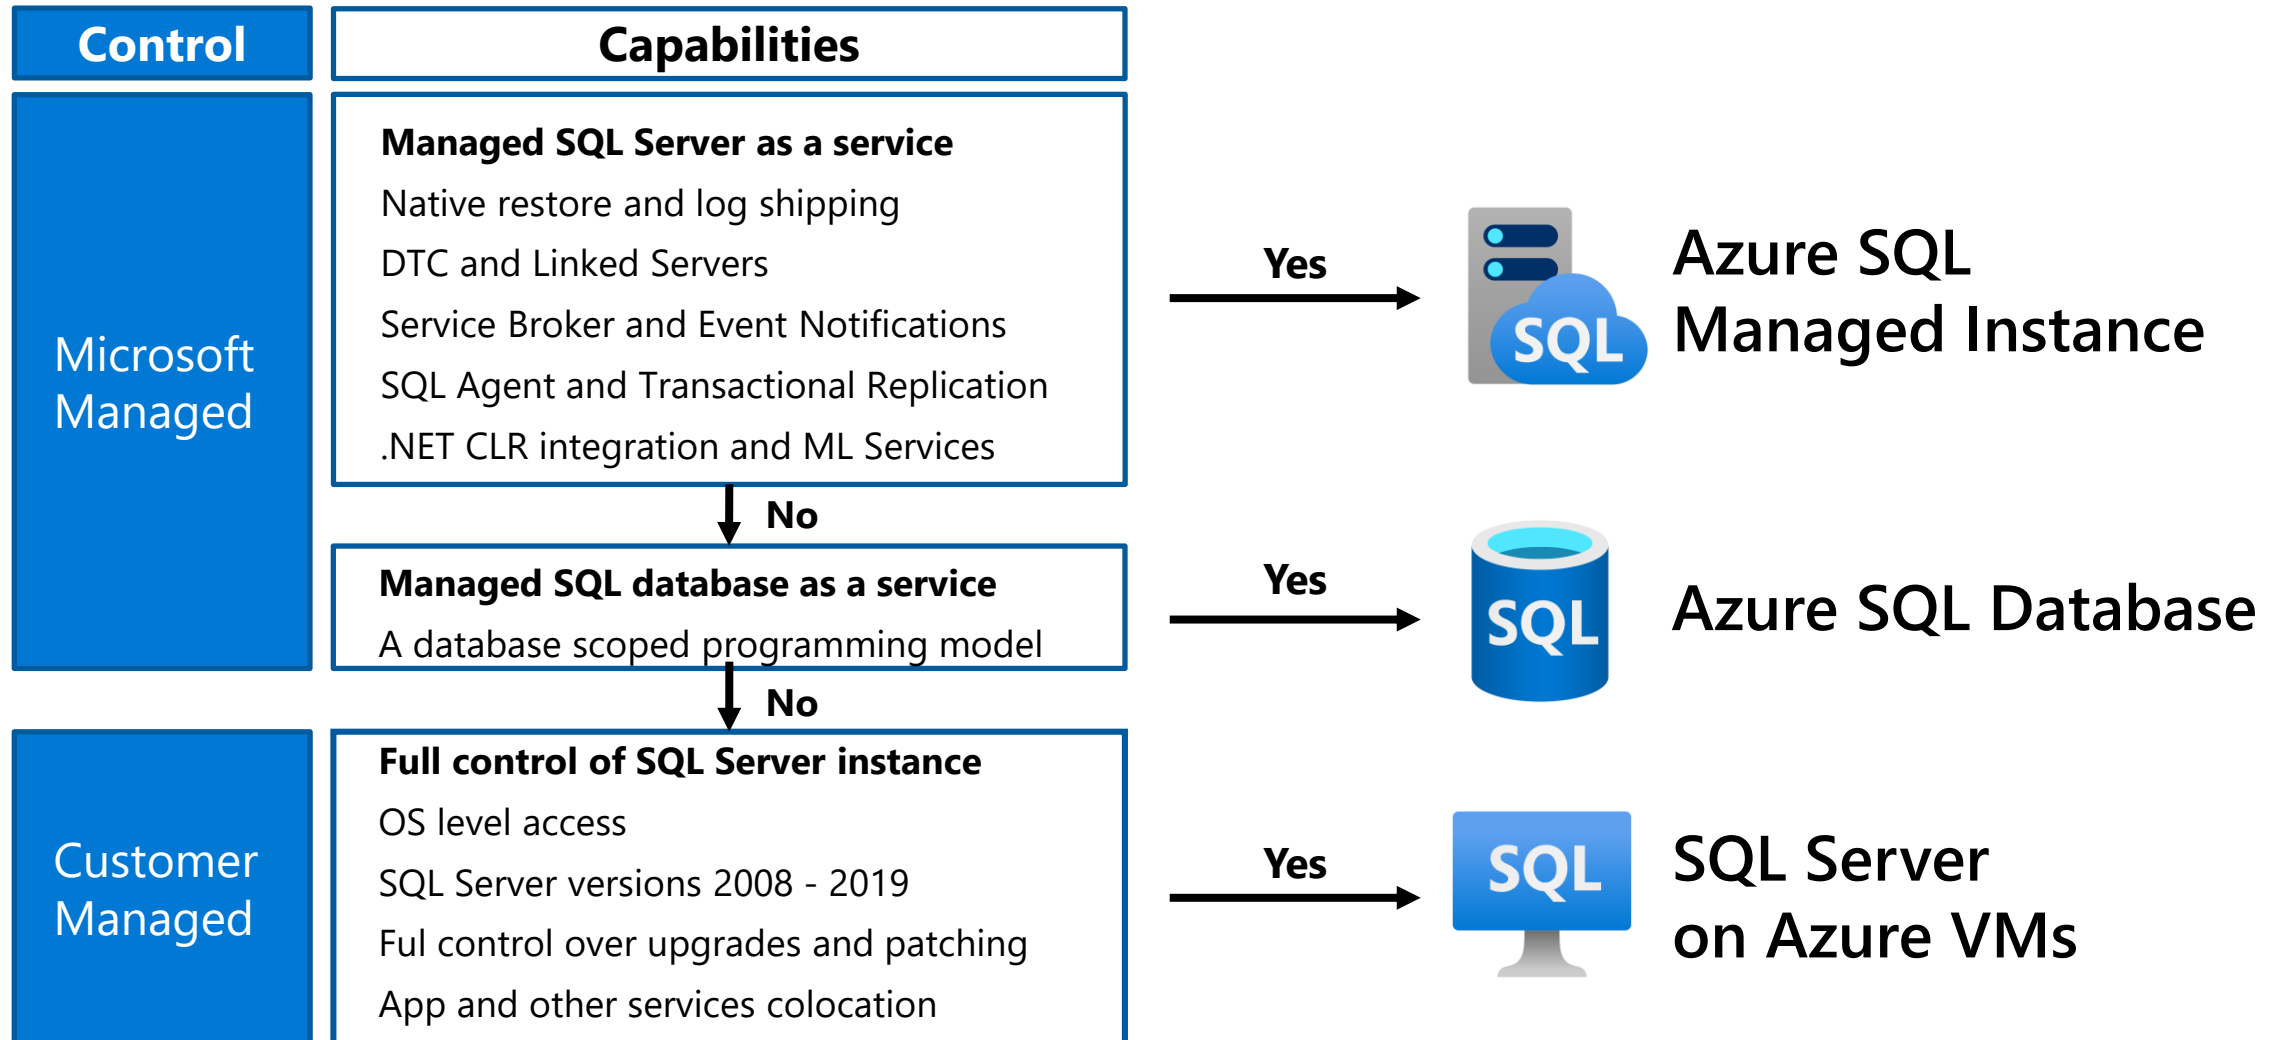 Control
Capabilities
Microsoft
Managed
Managed SQL Server as a service
Native restore and log shipping
DTC and Linked Servers
Service Broker and Event Notifications
SQL Agent and Transactional Replication
.NET CLR integration and ML Services
Yes
SQL
Azure SQL
Managed Instance
No
Managed SQL database as a service
A database scoped programming model
Yes
SQL
Azure SQL Database
No
Customer
Managed
Full control of SQL Server instance
OS level access
SQL Server versions 2008 - 2019
Ful control over upgrades and patching
App and other services colocation
Yes
SQL
SQL Server
on Azure VMs